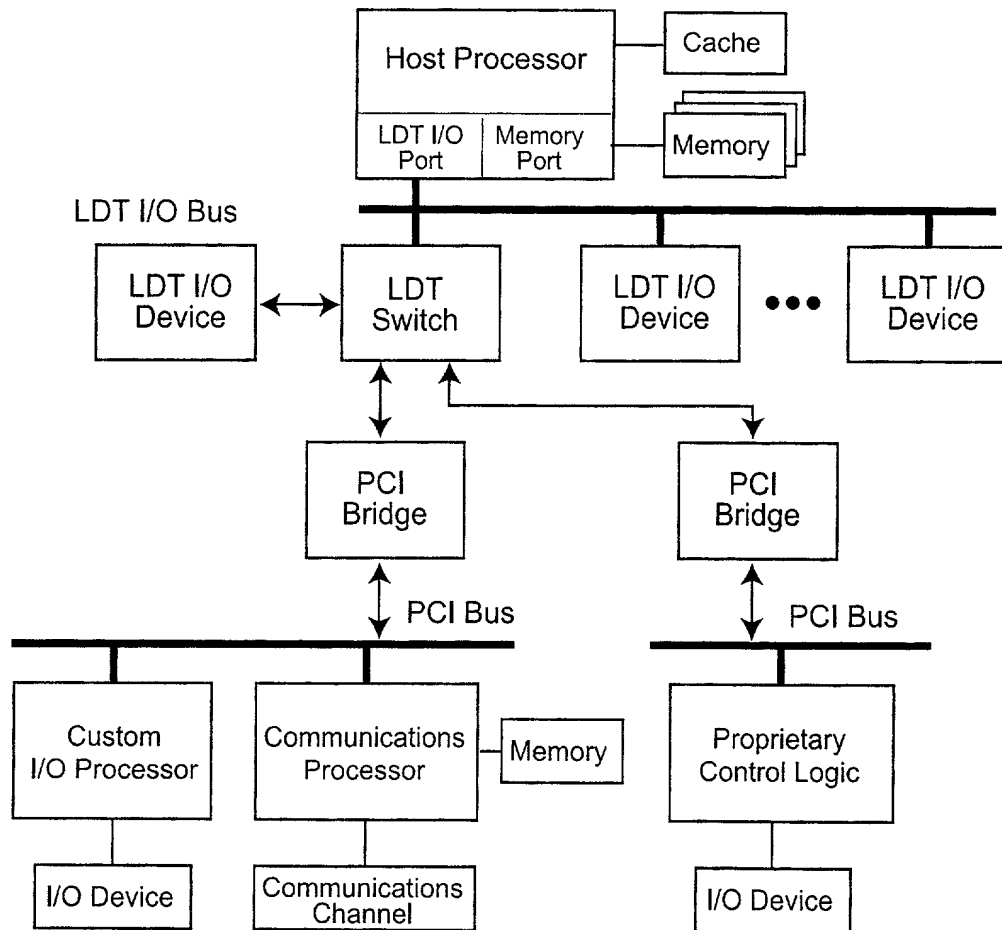 Host Processor
Cache
LDT I/O
Port
Memory
Port
Memory
LDT I/O Bus
LDT I/O
Device
LDT
Switch
LDT I/O
Device
LDT I/O
Device
PCI
Bridge
PCI
Bridge
PCI Bus
PCI Bus
Custom
I/O Processor
Communications
Processor
Memory
Proprietary
Control Logic
I/O Device
Communications
Channel
I/O Device